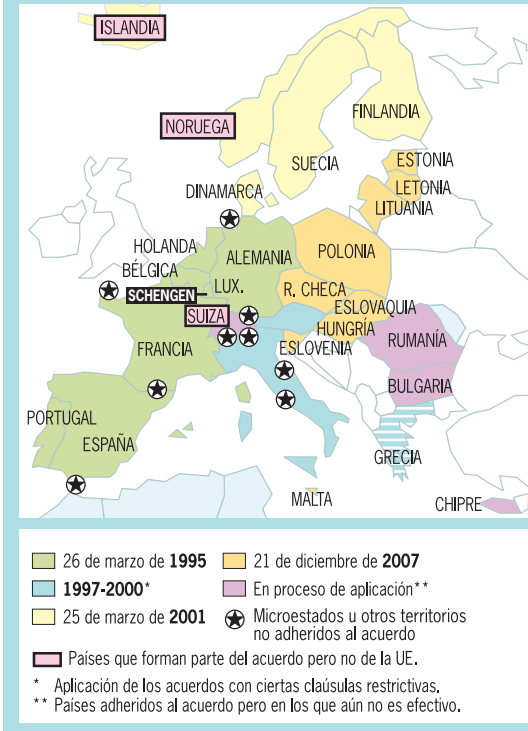 ISLANDIA
FINLANDIA
NORUEGA
SUECIA
ESTONIA
LETONIA
LITUANIA
DINAMARCA
HOLANDA
ALEMANIA
POLONIA
BÉLGICA
LUX.
R. CHECA
SCHENGEN
ESLOVAQUIA
SUIZA
HUNGRÍA
RUMANÍA
FRANCIA
ESLOVENIA
BULGARIA
PORTUGAL
ESPAÑA
GRECIA
MALTA
CHIPRE
26 de marzo de 1995
21 de diciembre de 2007
1997-2000*
En proceso de aplicación**
25 de marzo de 2001
Microestados u otros territorios
no adheridos al acuerdo
Países que forman parte del acuerdo pero no de la UE.
* Aplicación de los acuerdos con ciertas claúsulas restrictivas.
** Países adheridos al acuerdo pero en los que aún no es efectivo.